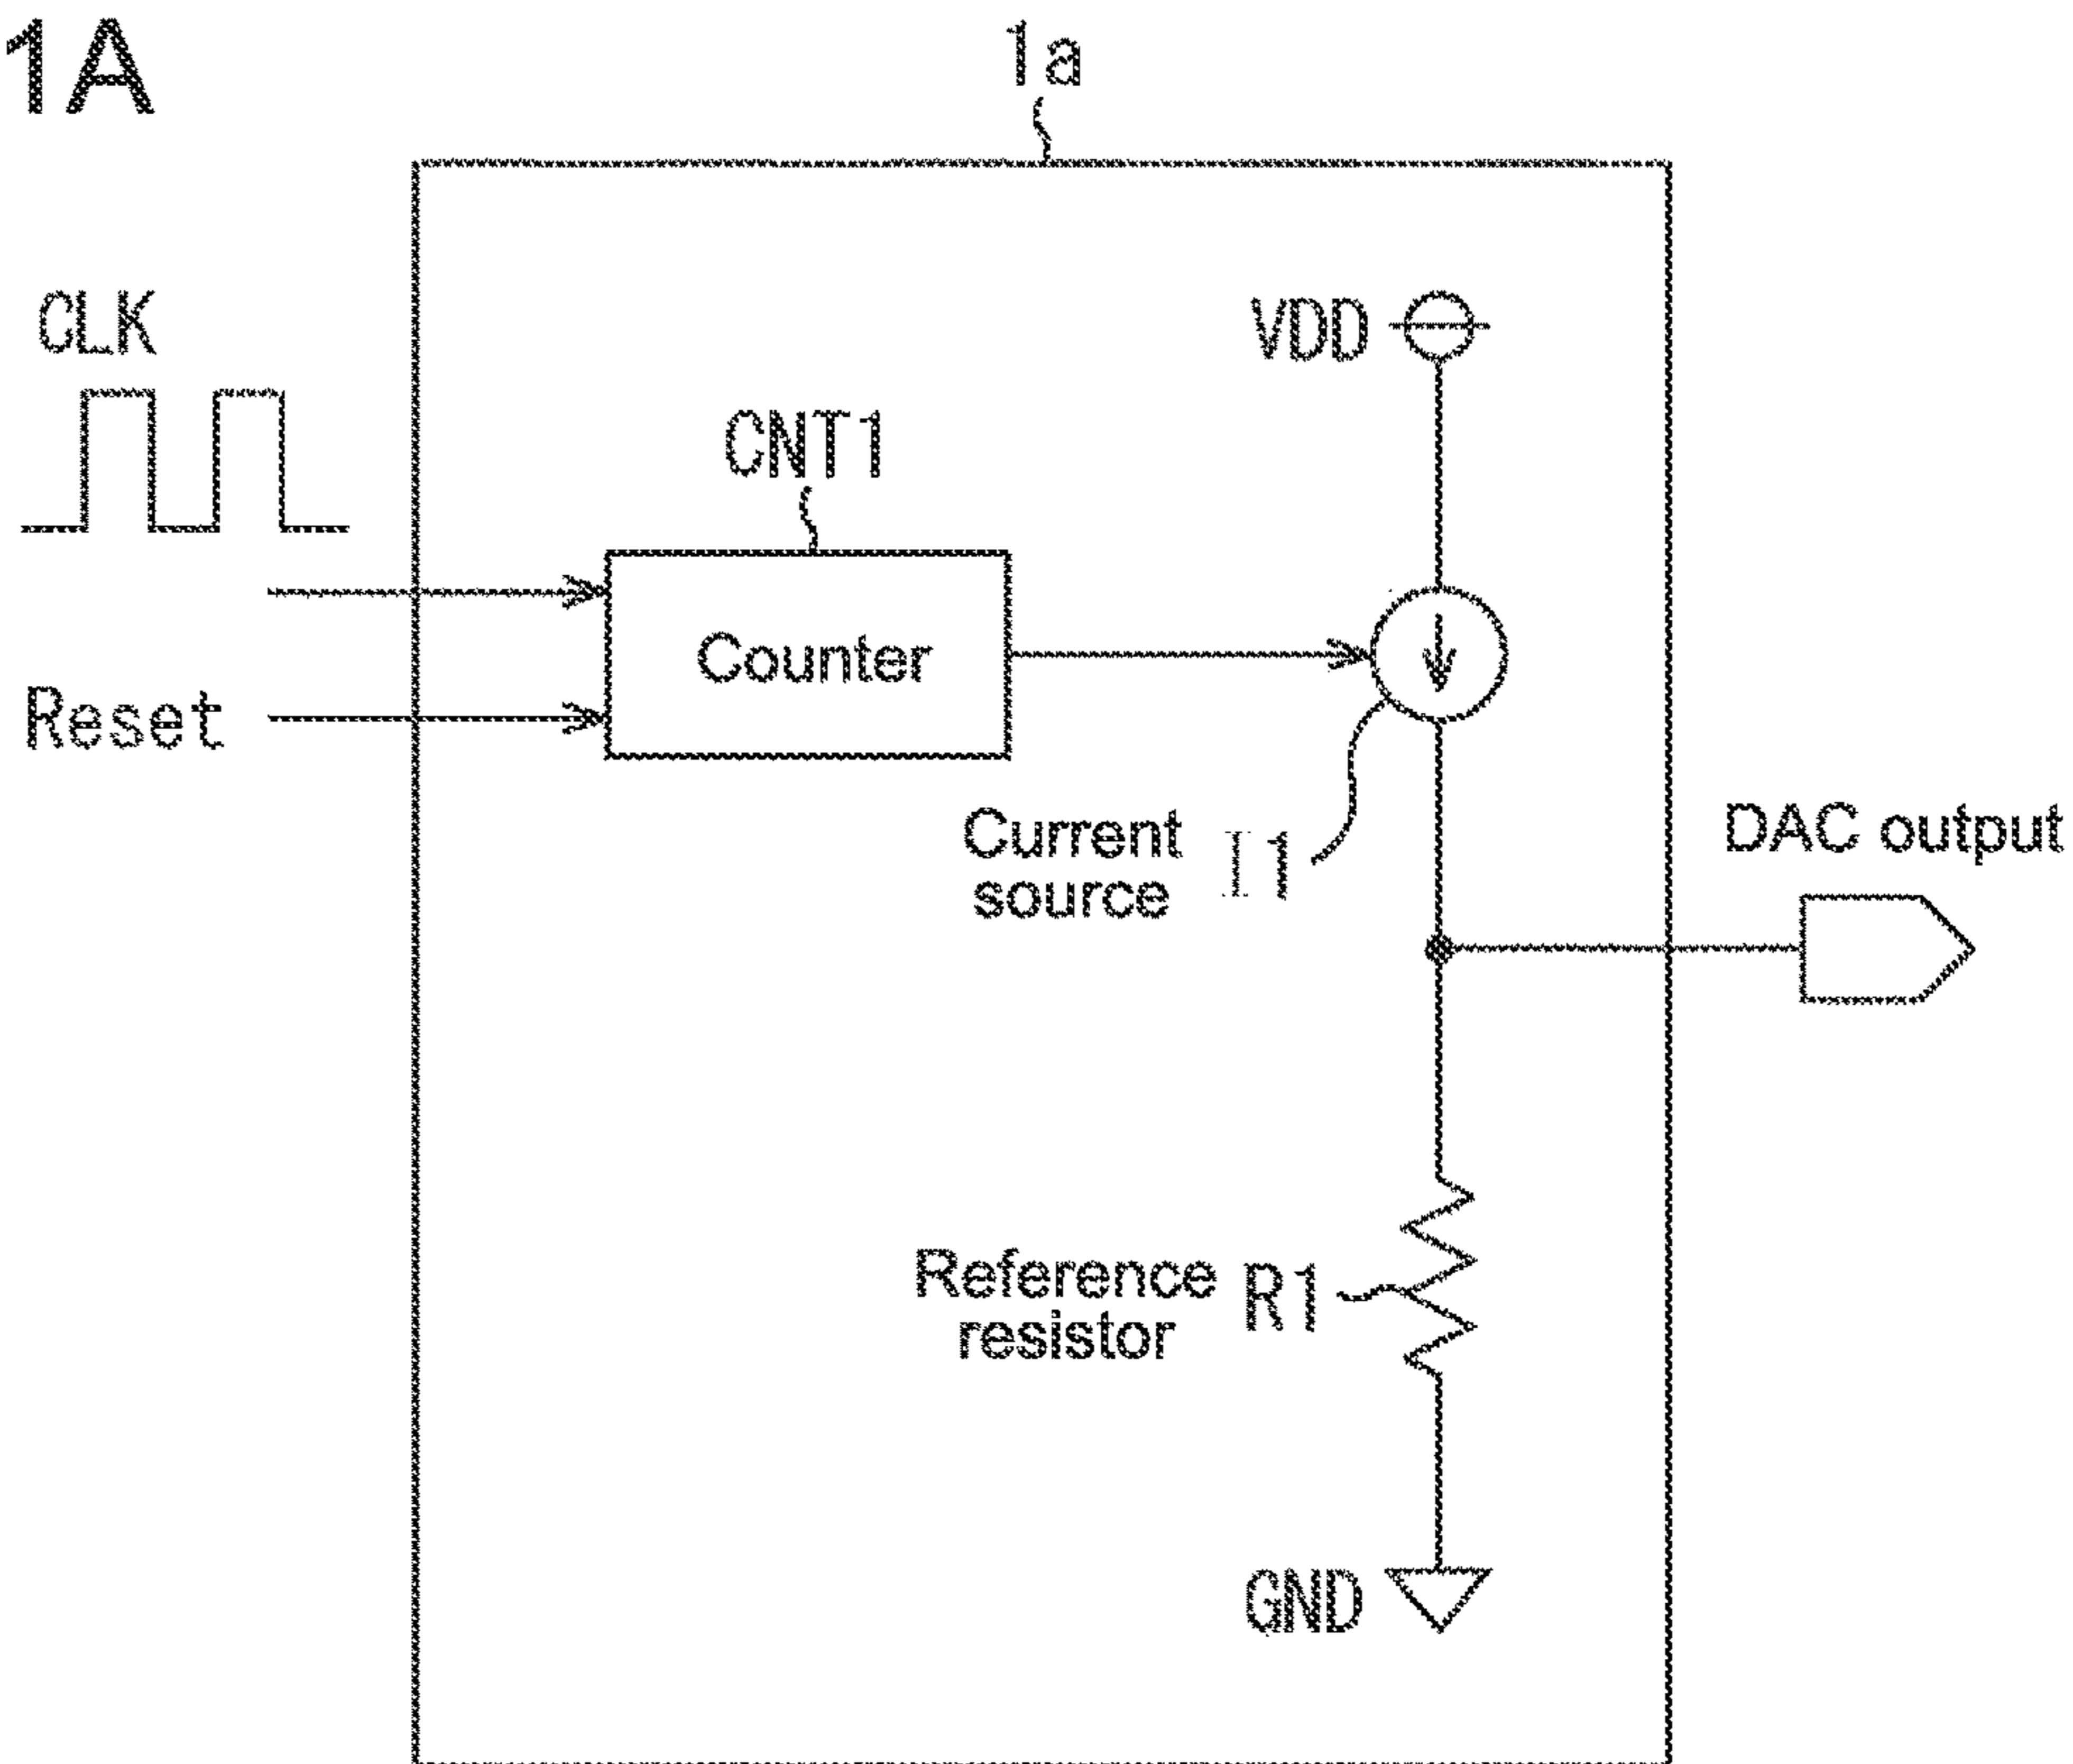 1A
1a
CLK
VDD
CNT1
Counter
Reset
Current
source I1
DAC output
Reference
resistor R1
GND